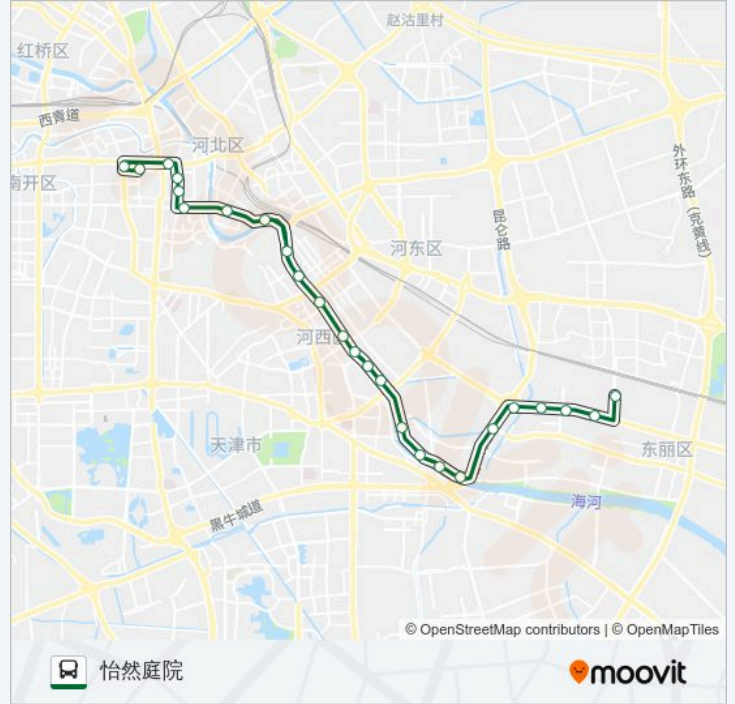 赵沽里村
红桥区
西青道
河北区
南开区
外环东路 (克黄线)
昆仑路
河东区
河西区
天津市
东丽区
海河
黑牛城道
© OpenStreetMap contributors | © OpenMapTiles
怡然庭院
moovit